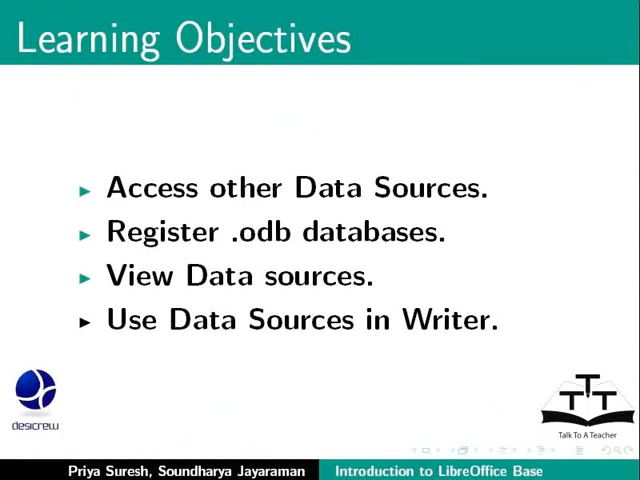 Learning Objectives
Access other Data Sources.
Register .odb databases.
View Data sources.
Use Data Sources in Writer.
desicrew
TTT
Talk To A Teacher
Priya Suresh, Soundharya Jayaraman
Introduction to LibreOffice Base